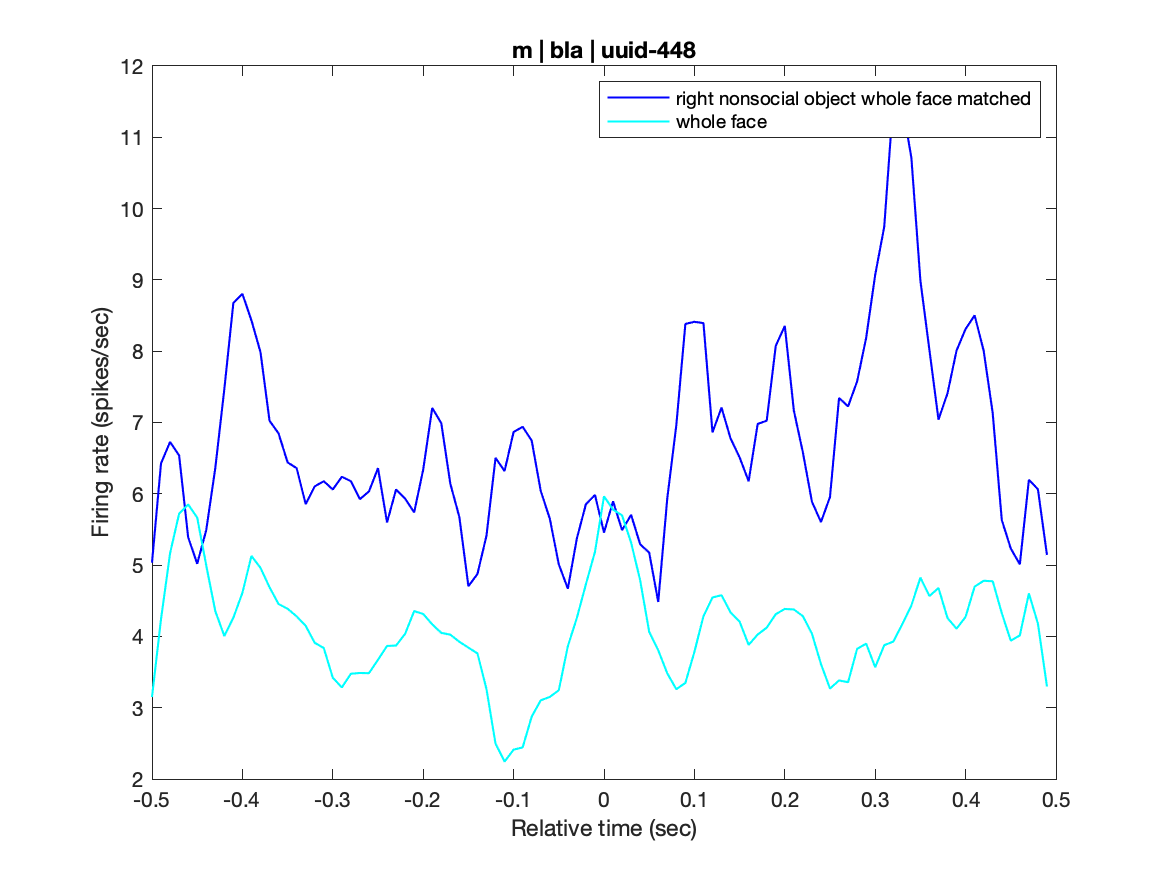 m | bla | uuid-448
12
11
10
9
8
7
6
5
4
3
2
Firing rate (spikes/sec)
right nonsocial object whole face matched
whole face
-0.5 -0.4 -0.3 -0.2 -0.1 0 0.1 0.2 0.3 0.4 0.5
Relative time (sec)